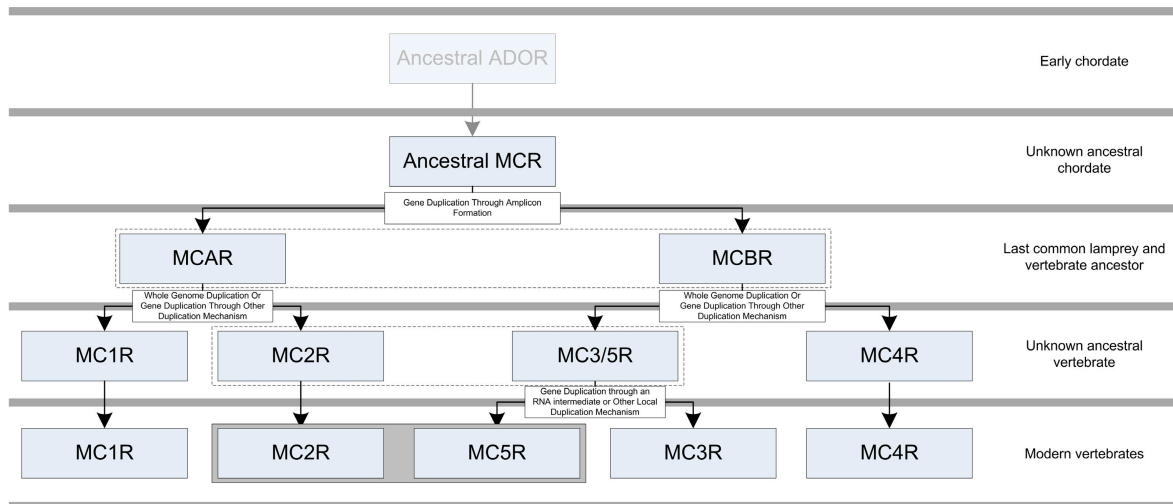 Ancestral ADOR
Early chordate
Ancestral MCR
Unknown ancestral
chordate
Gene Duplication Through Amplicon
Formation
MCAR
MCBR
Last common lamprey and
vertebrate ancestor
Whole Genome Duplication Or
Gene Duplication Through Other
Duplication Mechanism
Whole Genome Duplication Or
Gene Duplication Through Other
Duplication Mechanism
MC1R
MC2R
MC3/5R
MC4R
Unknown ancestral
vertebrate
Gene Duplication through an
RNA intermediate or Other Local
Duplication Mechanism
MC1R
MC2R
MC5R
MC3R
MC4R
Modern vertebrates